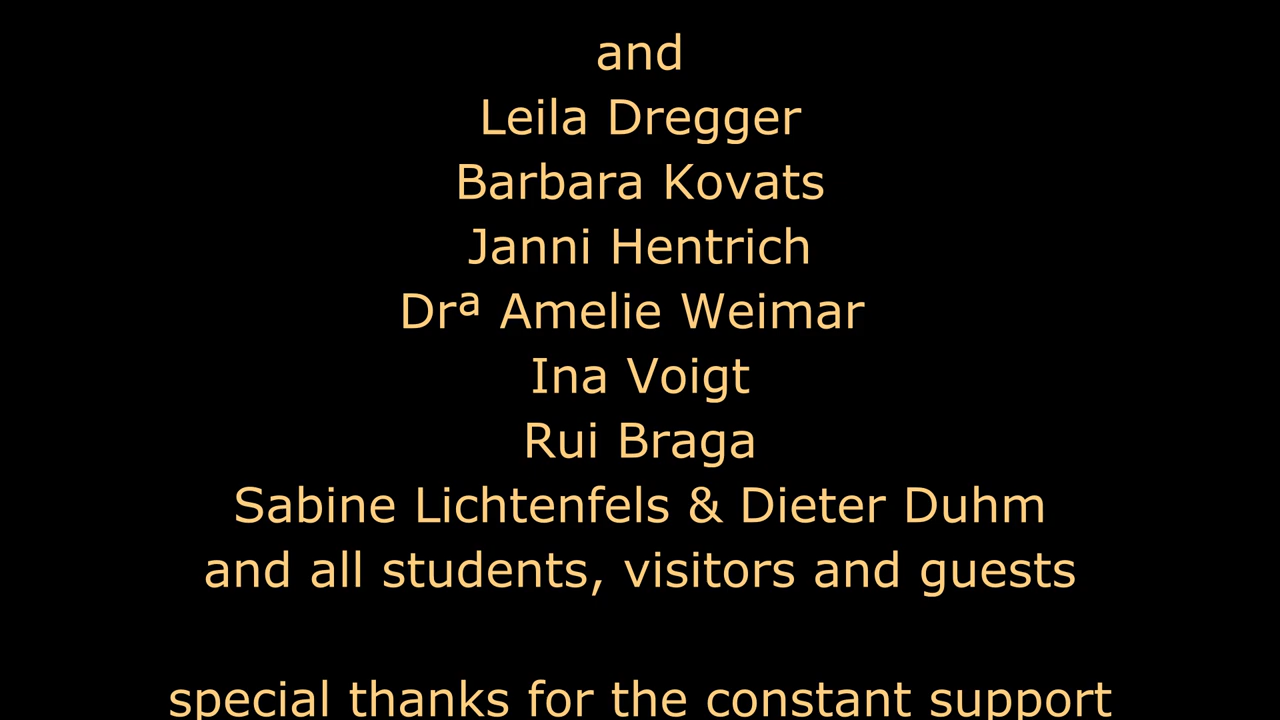 and
Leila Dregger
Barbara Kovats
Janni Hentrich
Drª Amelie Weimar
Ina Voigt
Rui Braga
Sabine Lichtenfels & Dieter Duhm
and all students, visitors and guests
special thanks for the constant support